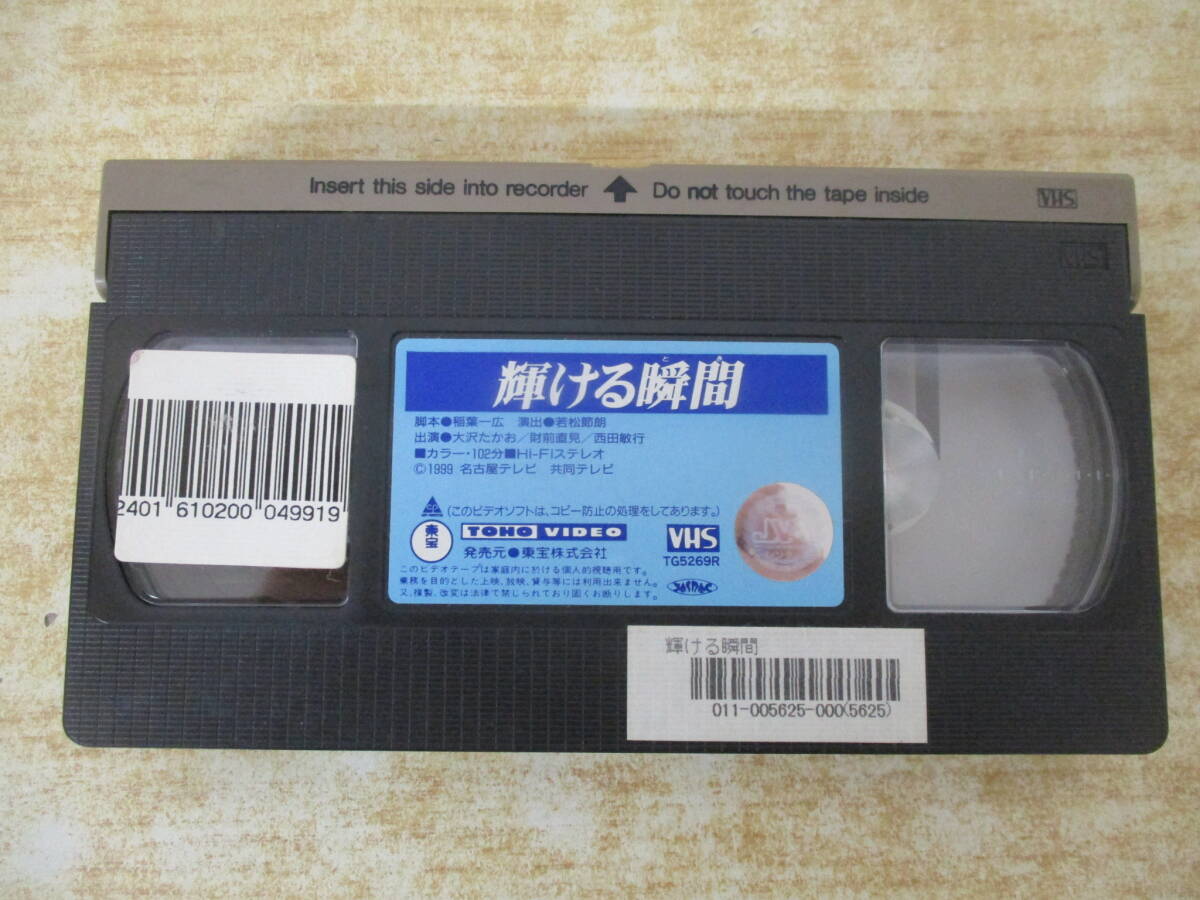 Insert this side into recorder Do not touch the tape inside VHS
VHS
とき
輝ける瞬間
脚本●稲葉一広 演出●若松節朗
出演●大沢たかお/財前直見/西田敏行
■カラー・102分■Hi-Fiステレオ
©1999 名古屋テレビ 共同テレビ
(このビデオソフトは、コピー防止の処理をしてあります。)
東宝 TOHO VIDEO VHS
発売元●東宝株式会社 TG5269R
このビデオテープは家庭内に於ける個人的視聴用です。
業務を目的とした上映、放映、貸与等には利用出来ません。
又、複製、改変は法律で禁じられており固くお断りします。
JASRAC
2401 610200 049919
輝ける瞬間
011-005625-000(5625)